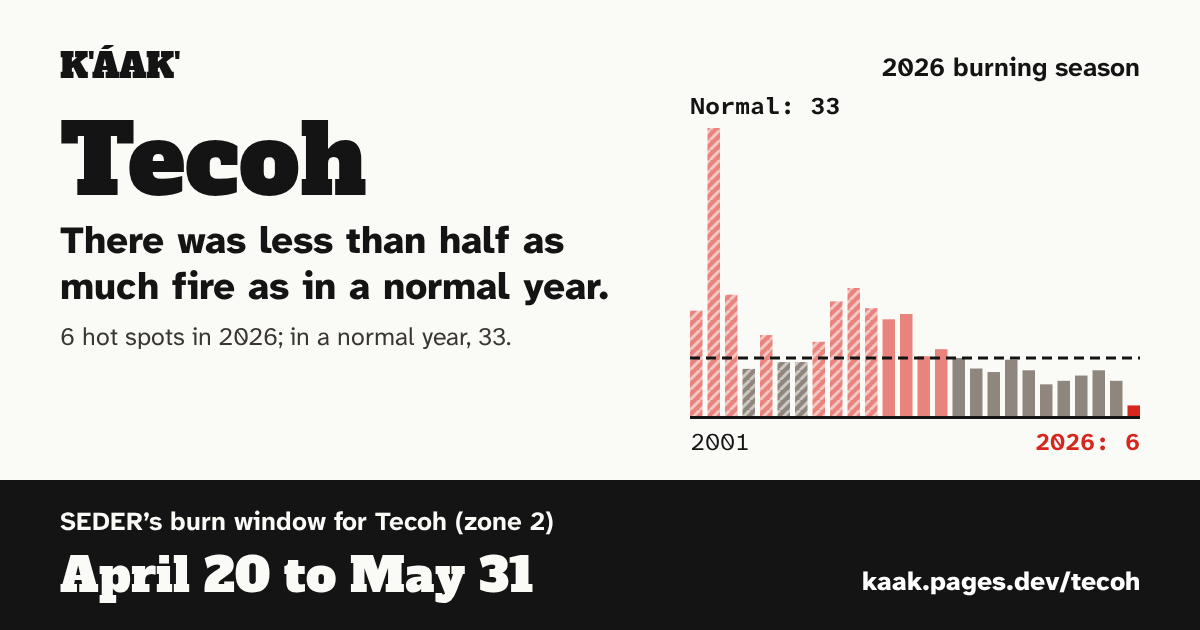 K'ÁAK'
2026 burning season
Normal: 33
Tecoh
There was less than half as
much fire as in a normal year.
6 hot spots in 2026; in a normal year, 33.
2001
2026: 6
SEDER’s burn window for Tecoh (zone 2)
April 20 to May 31
kaak.pages.dev/tecoh